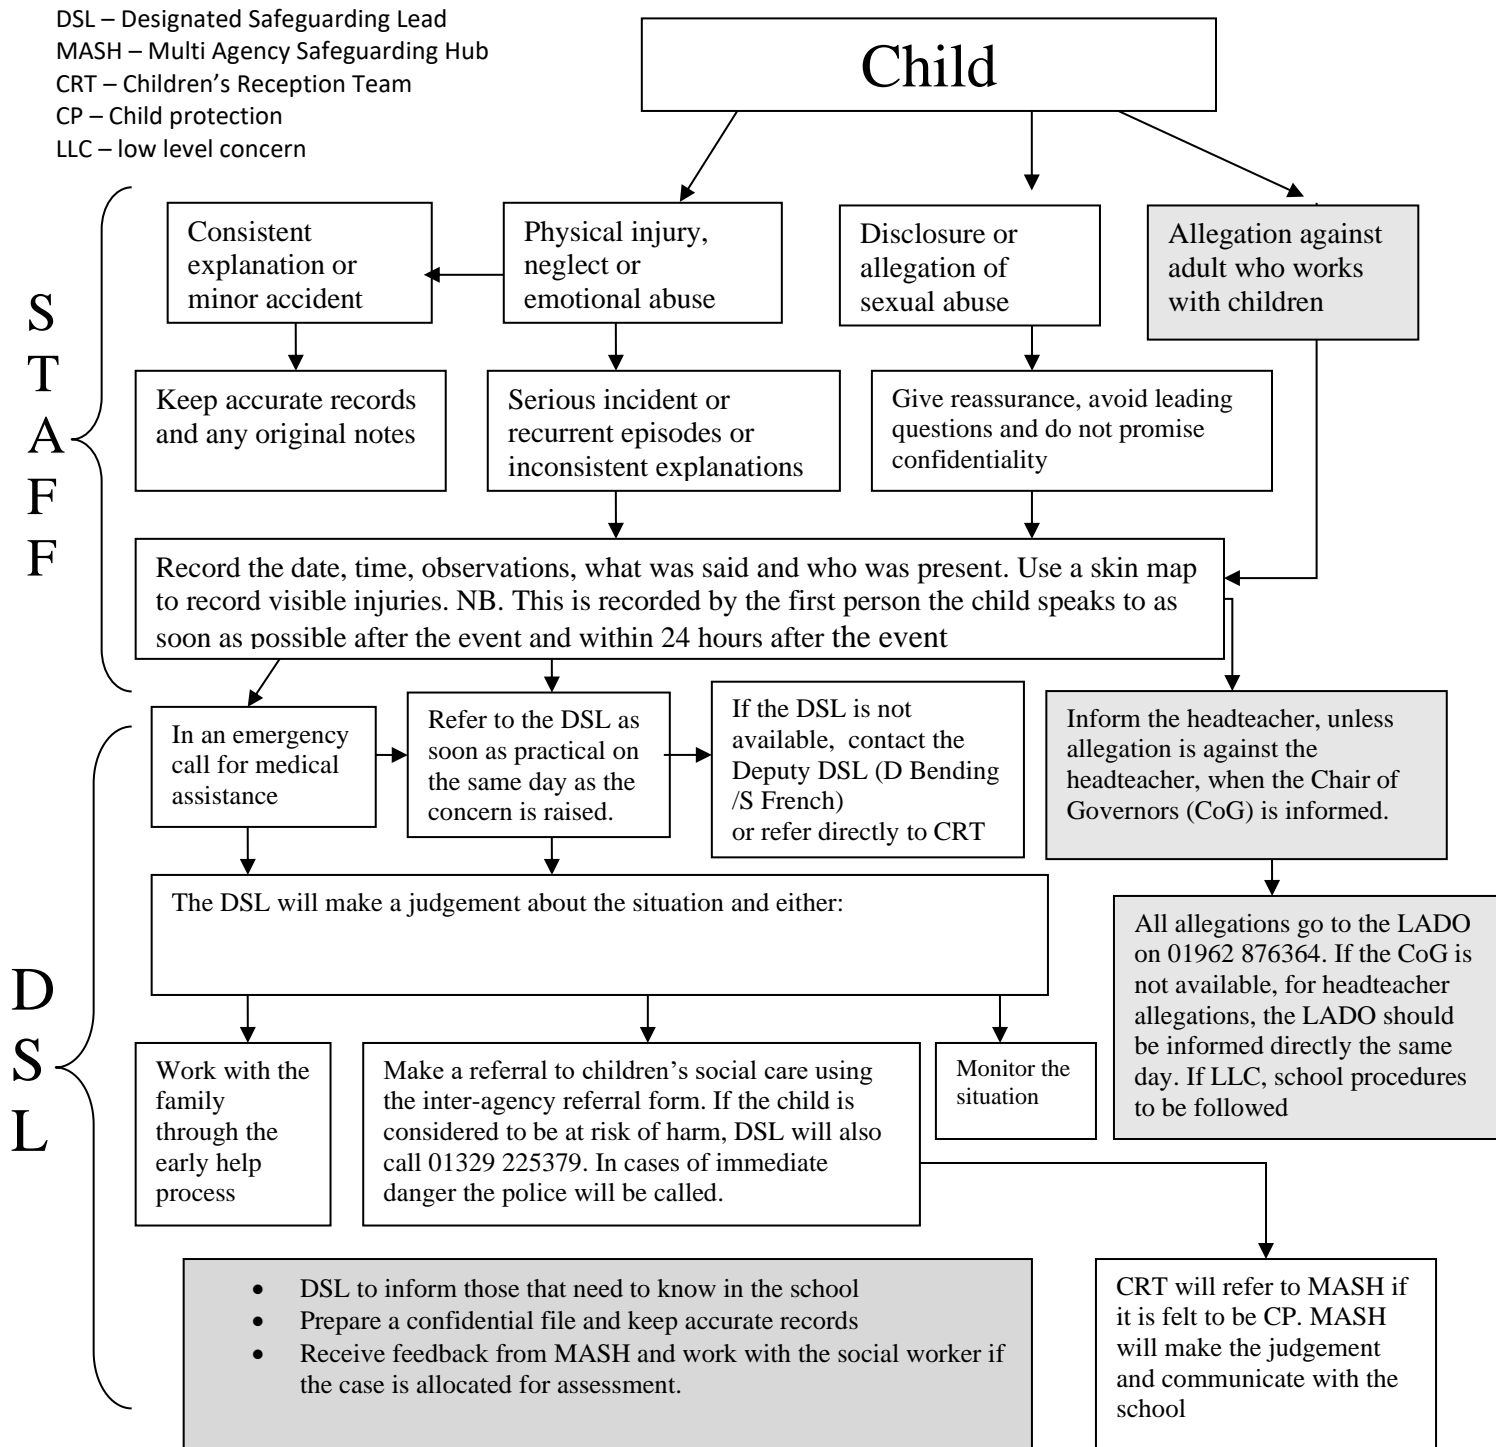 DSL – Designated Safeguarding Lead
MASH – Multi Agency Safeguarding Hub
CRT – Children’s Reception Team
CP – Child protection
LLC – low level concern
Child
S
T
A
F
F
Consistent
explanation or
minor accident
Physical injury,
neglect or
emotional abuse
Disclosure or
allegation of
sexual abuse
Allegation against
adult who works
with children
Keep accurate records
and any original notes
Serious incident or
recurrent episodes or
inconsistent explanations
Give reassurance, avoid leading
questions and do not promise
confidentiality
Record the date, time, observations, what was said and who was present. Use a skin map
to record visible injuries. NB. This is recorded by the first person the child speaks to as
soon as possible after the event and within 24 hours after the event
D
S
L
In an emergency
call for medical
assistance
Refer to the DSL as
soon as practical on
the same day as the
concern is raised.
If the DSL is not
available, contact the
Deputy DSL (D Bending
/S French)
or refer directly to CRT
Inform the headteacher, unless
allegation is against the
headteacher, when the Chair of
Governors (CoG) is informed.
The DSL will make a judgement about the situation and either:
All allegations go to the LADO
on 01962 876364. If the CoG is
not available, for headteacher
allegations, the LADO should
be informed directly the same
day. If LLC, school procedures
to be followed
Work with the
family
through the
early help
process
Make a referral to children’s social care using
the inter-agency referral form. If the child is
considered to be at risk of harm, DSL will also
call 01329 225379. In cases of immediate
danger the police will be called.
Monitor the
situation
• DSL to inform those that need to know in the school
• Prepare a confidential file and keep accurate records
• Receive feedback from MASH and work with the social worker if
the case is allocated for assessment.
CRT will refer to MASH if
it is felt to be CP. MASH
will make the judgement
and communicate with the
school